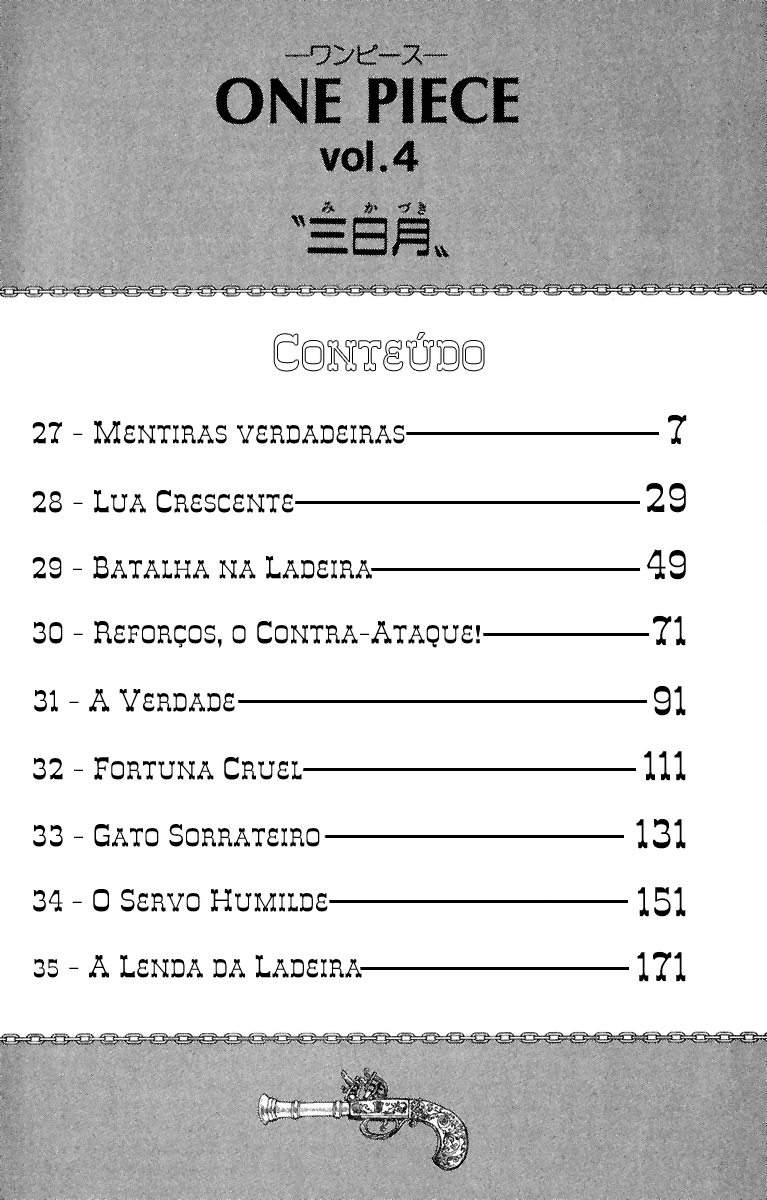 —ワンピース—
ONE PIECE
vol.4
みかづき
〝三日月〟
Conteúdo
27 - Mentiras verdadeiras 7
28 - Lua Crescente 29
29 - Batalha na Ladeira 49
30 - Reforços, o Contra-Ataque! 71
31 - A Verdade 91
32 - Fortuna Cruel 111
33 - Gato Sorrateiro 131
34 - O Servo Humilde 151
35 - A Lenda da Ladeira 171